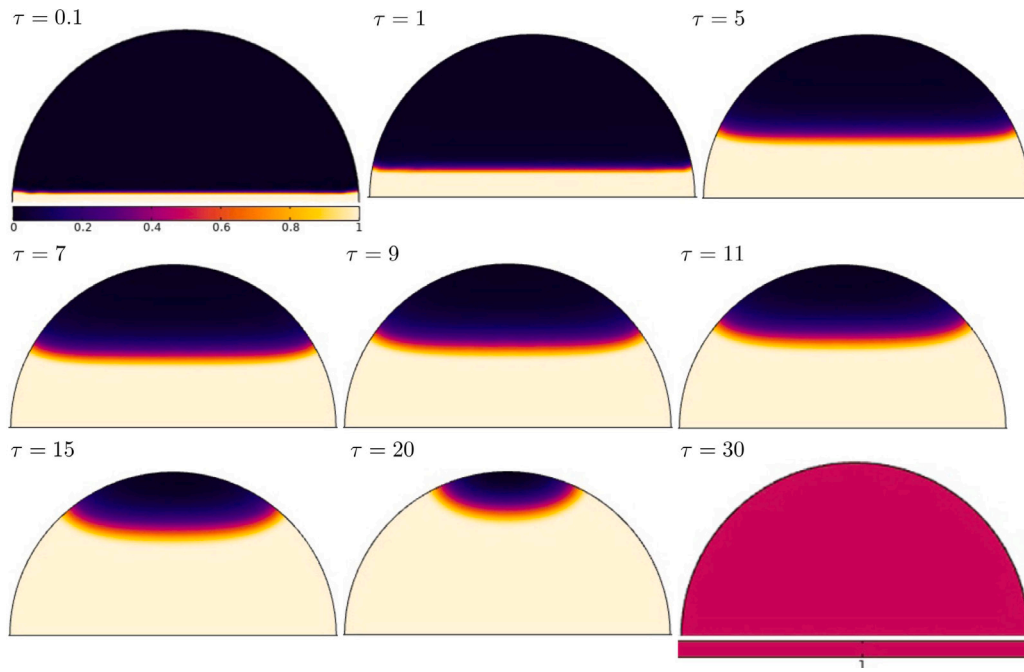 τ = 0.1 τ = 1 τ = 5
0 0.2 0.4 0.6 0.8 1
τ = 7 τ = 9 τ = 11
τ = 15 τ = 20 τ = 30
1